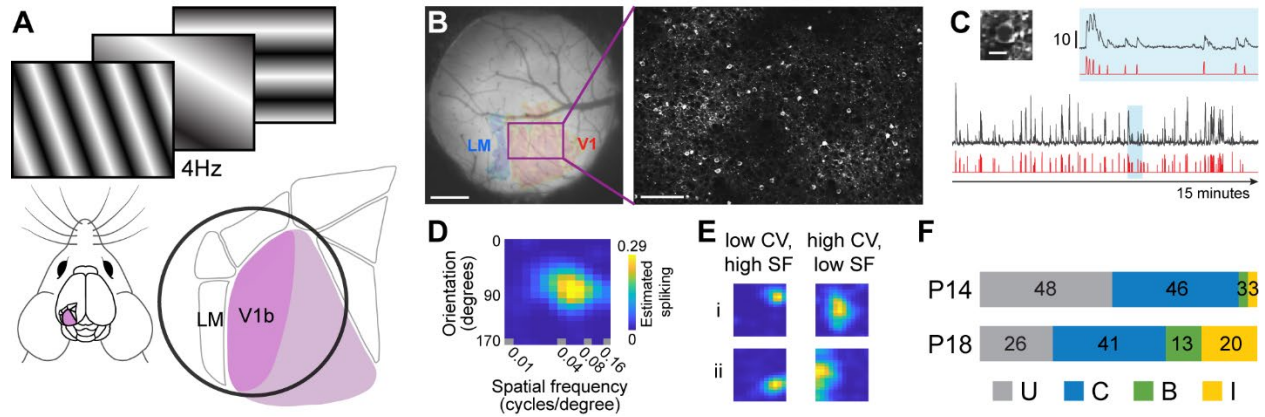 A
4Hz
LM
V1b
B
LM
V1
C
10
15 minutes
D
Orientation
(degrees)
0
90
170
0.01
0.04
0.08
0.16
Spatial frequency
(cycles/degree)
0.29
0
Estimated
spliking
E
low CV,
high SF
high CV,
low SF
i
ii
F
P14
48
46
3
3
P18
26
41
13
20
U
C
B
I